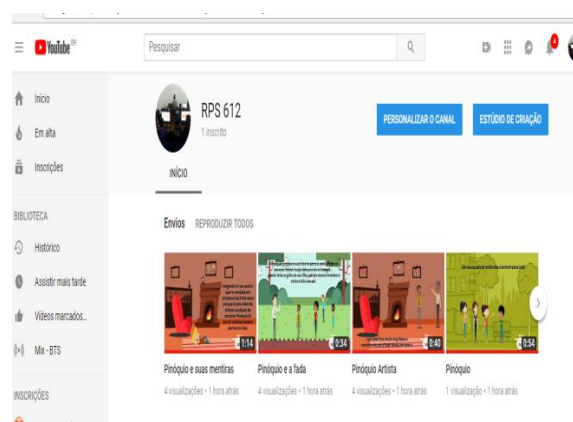 YouTube BR
Pesquisar
4
Início
Em alta
Inscrições
BIBLIOTECA
Histórico
Assistir mais tarde
Vídeos marcados...
Mix - BTS
INSCRIÇÕES
RPS 612
1 inscrito
PERSONALIZAR O CANAL
ESTÚDIO DE CRIAÇÃO
INÍCIO
Envios REPRODUZIR TODOS
1:14
0:34
0:40
0:54
Pinóquio e suas mentiras
4 visualizações • 1 hora atrás
Pinóquio e a fada
4 visualizações • 1 hora atrás
Pinóquio Artista
4 visualizações • 1 hora atrás
Pinóquio
1 visualização • 1 hora atrás